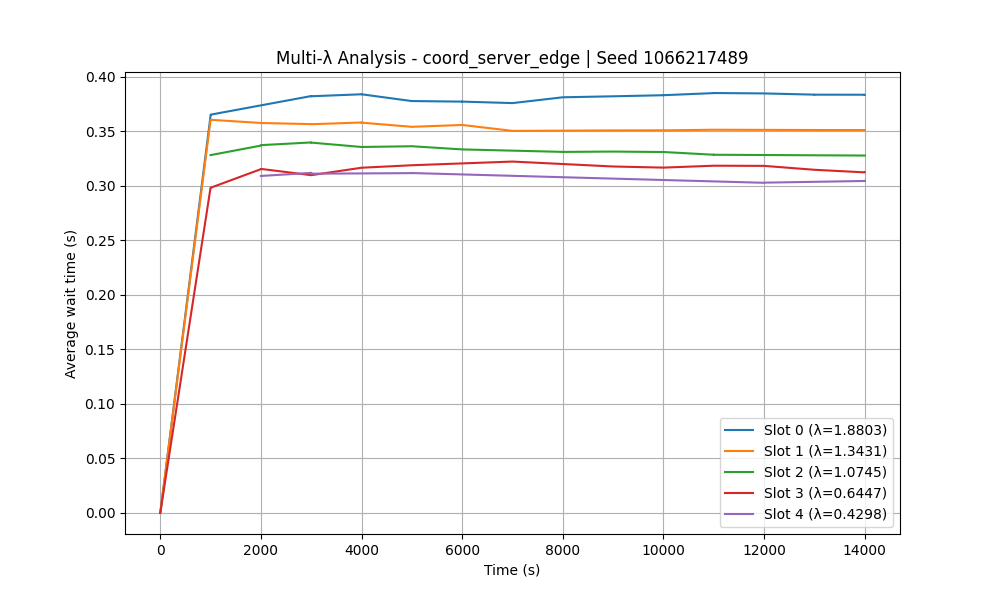 Multi-λ Analysis - coord_server_edge | Seed 1066217489
Average wait time (s)
0.40
0.35
0.30
0.25
0.20
0.15
0.10
0.05
0.00
Slot 0 (λ=1.8803)
Slot 1 (λ=1.3431)
Slot 2 (λ=1.0745)
Slot 3 (λ=0.6447)
Slot 4 (λ=0.4298)
0 2000 4000 6000 8000 10000 12000 14000
Time (s)